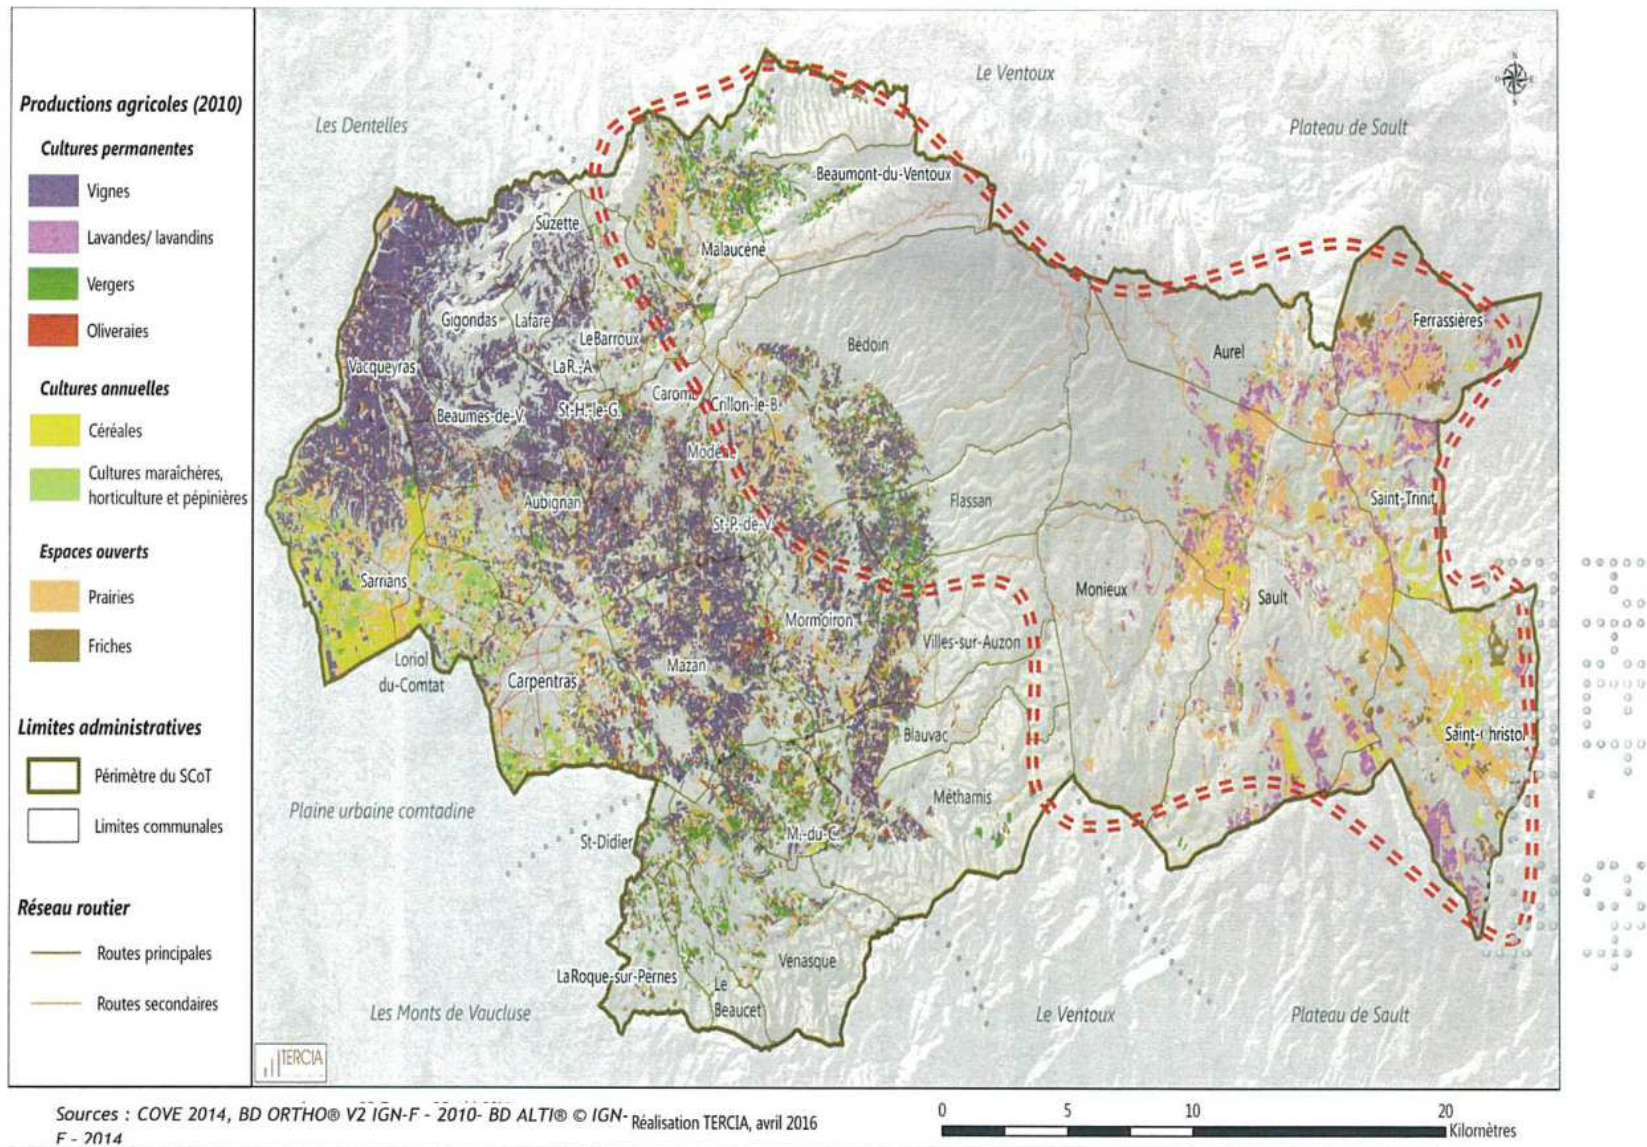 Productions agricoles (2010)
Cultures permanentes
Vignes
Lavandes/ lavandins
Vergers
Oliveraies
Cultures annuelles
Céréales
Cultures maraîchères,
horticulture et pépinières
Espaces ouverts
Prairies
Friches
Limites administratives
Périmètre du SCoT
Limites communales
Réseau routier
Routes principales
Routes secondaires
Le Ventoux
Les Dentelles
Plateau de Sault
N
E
S
Beaumont-du-Ventoux
Suzette
Malaucène
Gigondas
Lafare
Ferrassières
LeBarroux
Bédoin
Aurel
Vacqueyras
LaR.-A.
Caromb
Crillon-le-B.
Beaumes-de-V.
St-H.-le-G.
Modène
Aubignan
Flassan
Saint-Trinit
St-P.-de-V.
Sarrians
Monieux
Sault
Mormoiron
Villes-sur-Auzon
Loriol
du-Comtat
Mazan
Carpentras
Blauvac
Méthamis
Plaine urbaine comtadine
St-Didier
M.-du-C.
LaRoque-sur-Pernes
Venasque
Le
Beaucet
Les Monts de Vaucluse
Le Ventoux
Plateau de Sault
TERCIA
Sources : COVE 2014, BD ORTHO® V2 IGN-F - 2010- BD ALTI® © IGN-
F - 2014
Réalisation TERCIA, avril 2016
0 5 10 20
Kilomètres